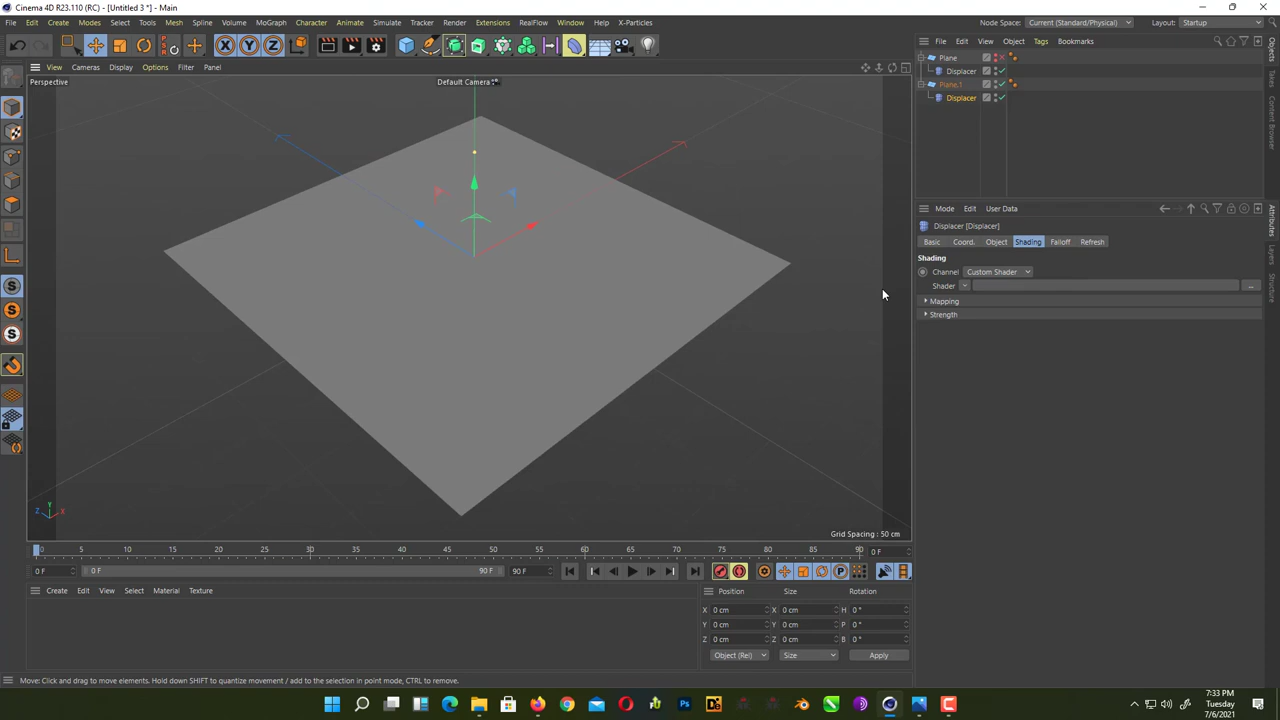 Cinema 4D R23.110 (RC) - [Untitled 3 *] - Main
File Edit Create Modes Select Tools Mesh Spline Volume MoGraph Character Animate Simulate Tracker Render Extensions RealFlow Window Help X-Particles Node Space: Current (Standard/Physical) Layout: Startup
X Y Z
File Edit View Object Tags Bookmarks
View Cameras Display Options Filter Panel
Perspective
Default Camera
Plane
Displacer
Plane.1
Displacer
Objects
Takes
Content Browser
Mode Edit User Data
Displacer [Displacer]
Basic Coord. Object Shading Falloff Refresh
Shading
Channel Custom Shader
Shader ...
Mapping
Strength
Attributes
Layers
Structure
S
S
S
Y
Z X
Grid Spacing : 50 cm
0 5 10 15 20 25 30 35 40 45 50 55 60 65 70 75 80 85 90 0 F
0 F 0 F 90 F 90 F
P
Create Edit View Select Material Texture
Position Size Rotation
X 0 cm X 0 cm H 0 °
Y 0 cm Y 0 cm P 0 °
Z 0 cm Z 0 cm B 0 °
Object (Rel) Size Apply
Move: Click and drag to move elements. Hold down SHIFT to quantize movement / add to the selection in point mode, CTRL to remove.
Ps
7:33 PM
Tuesday
7/6/2021